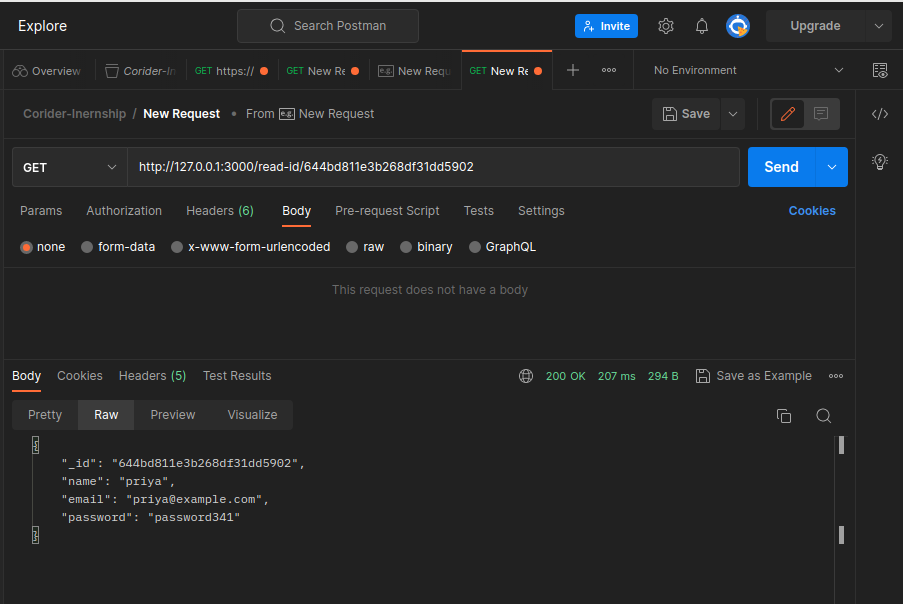 Explore Search Postman Invite Upgrade
Overview Corider-In GET https:/ GET New Re e.g. New Requ GET New Re No Environment
Corider-Inernship / New Request • From e.g. New Request Save
GET http://127.0.0.1:3000/read-id/644bd811e3b268df31dd5902 Send
Params Authorization Headers (6) Body Pre-request Script Tests Settings Cookies
none form-data x-www-form-urlencoded raw binary GraphQL
This request does not have a body
Body Cookies Headers (5) Test Results 200 OK 207 ms 294 B Save as Example
Pretty Raw Preview Visualize
{
"_id": "644bd811e3b268df31dd5902",
"name": "priya",
"email": "priya@example.com",
"password": "password341"
}